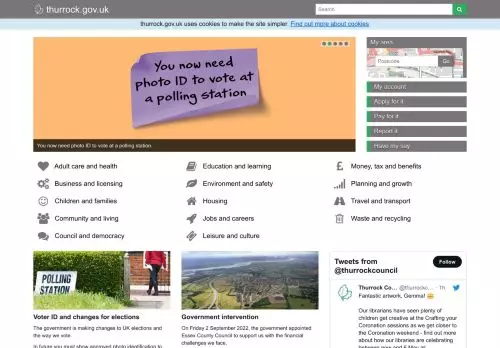 thurrock.gov.uk
Search
thurrock.gov.uk uses cookies to make the site simpler. Find out more about cookies
You now need
photo ID to vote at
a polling station
You now need photo ID to vote at a polling station.
My area
Postcode
Go
My account
Apply for it
Pay for it
Report it
Have my say
Adult care and health
Education and learning
Money, tax and benefits
Business and licensing
Environment and safety
Planning and growth
Children and families
Housing
Travel and transport
Community and living
Jobs and careers
Waste and recycling
Council and democracy
Leisure and culture
POLLING
STATION
Voter ID and changes for elections
The government is making changes to UK elections
and the way we vote.
In future you must show approved photo identification to
Government intervention
On Friday 2 September 2022, the government appointed
Essex County Council to support us with the financial
challenges we face.
Tweets from
@thurrockcouncil
Follow
Thurrock Co... @thurrocko... · 1h
Fantastic artwork, Gemma!
Our librarians have seen plenty of
children get creative at the Crafting your
Coronation sessions as we get closer to
the Coronation weekend - find out more
about how our libraries are celebrating
between now and 6 May at